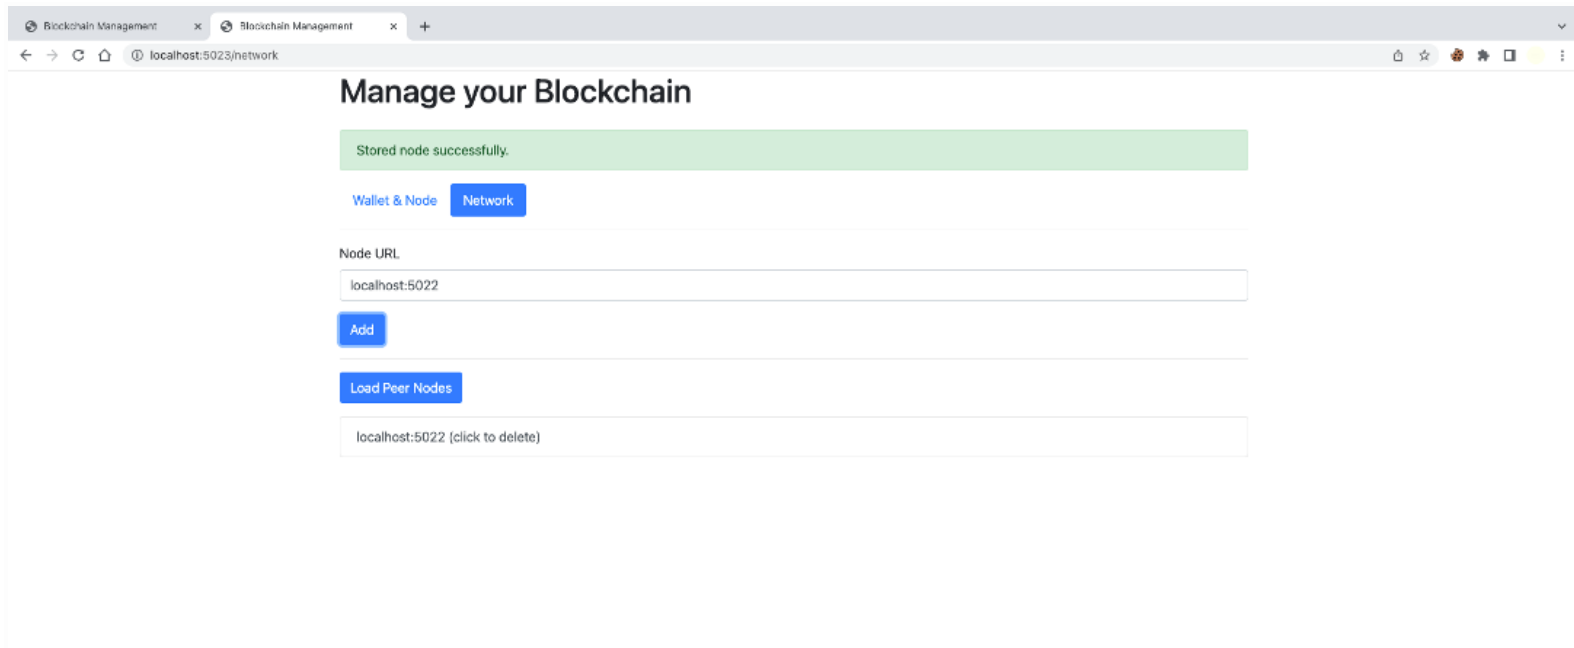 Blockchain Management
Blockchain Management
localhost:5023/network
Manage your Blockchain
Stored node successfully.
Wallet & Node
Network
Node URL
localhost:5022
Add
Load Peer Nodes
localhost:5022 (click to delete)